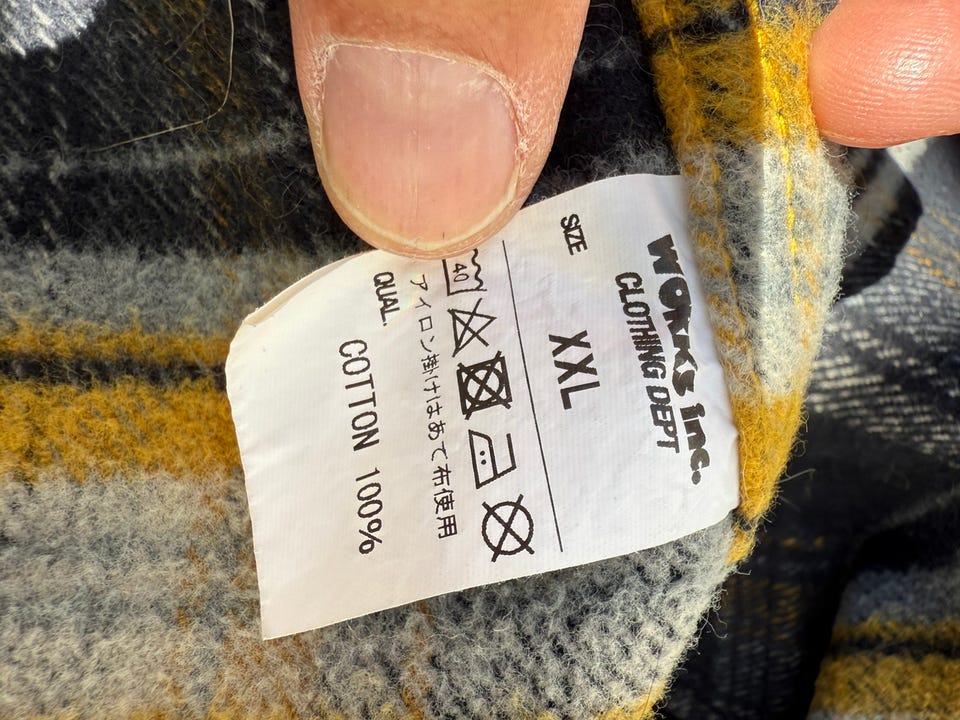 WORKS inc.
CLOTHING DEPT
SIZE
XXL
40
アイロン掛けはあて布使用
QUAL.
COTTON 100%